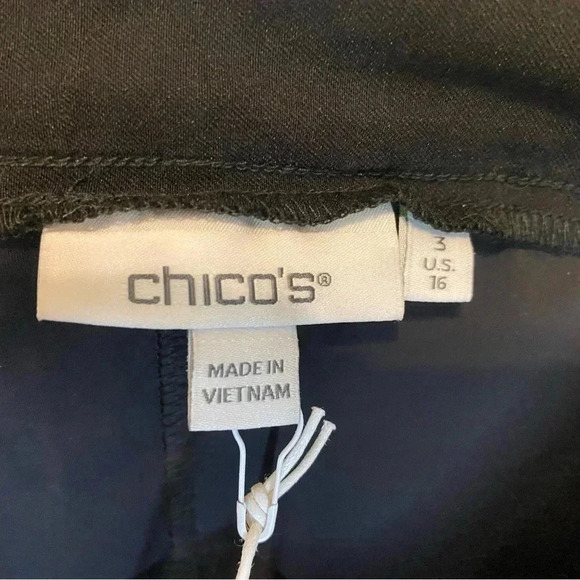 chico's®
3
U.S.
16
MADE IN
VIETNAM